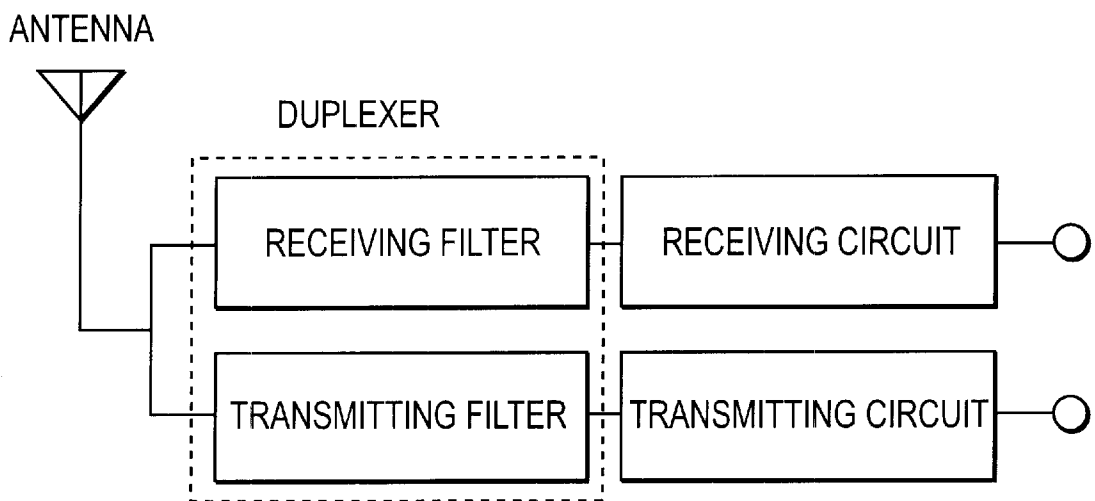 ANTENNA
DUPLEXER
RECEIVING FILTER
RECEIVING CIRCUIT
TRANSMITTING FILTER
TRANSMITTING CIRCUIT